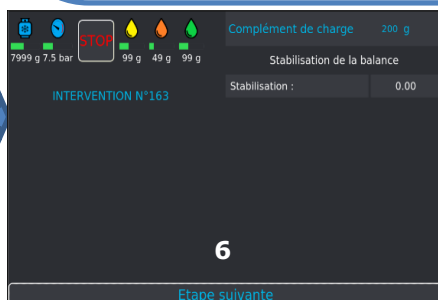 STOP
7999 g 7.5 bar 99 g 49 g 99 g
INTERVENTION N°163
Complément de charge 200 g
Stabilisation de la balance
Stabilisation : 0.00
6
Etape suivante